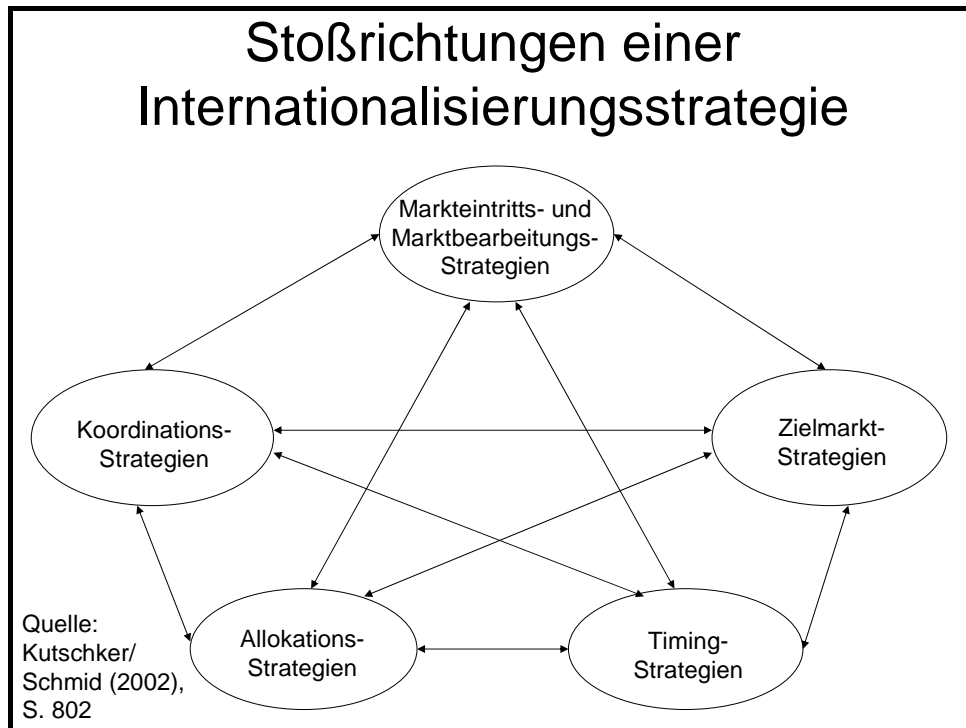 Stoßrichtungen einer
Internationalisierungsstrategie
Markteintritts- und
Marktbearbeitungs-
Strategien
Koordinations-
Strategien
Zielmarkt-
Strategien
Allokations-
Strategien
Timing-
Strategien
Quelle:
Kutschker/
Schmid (2002),
S. 802